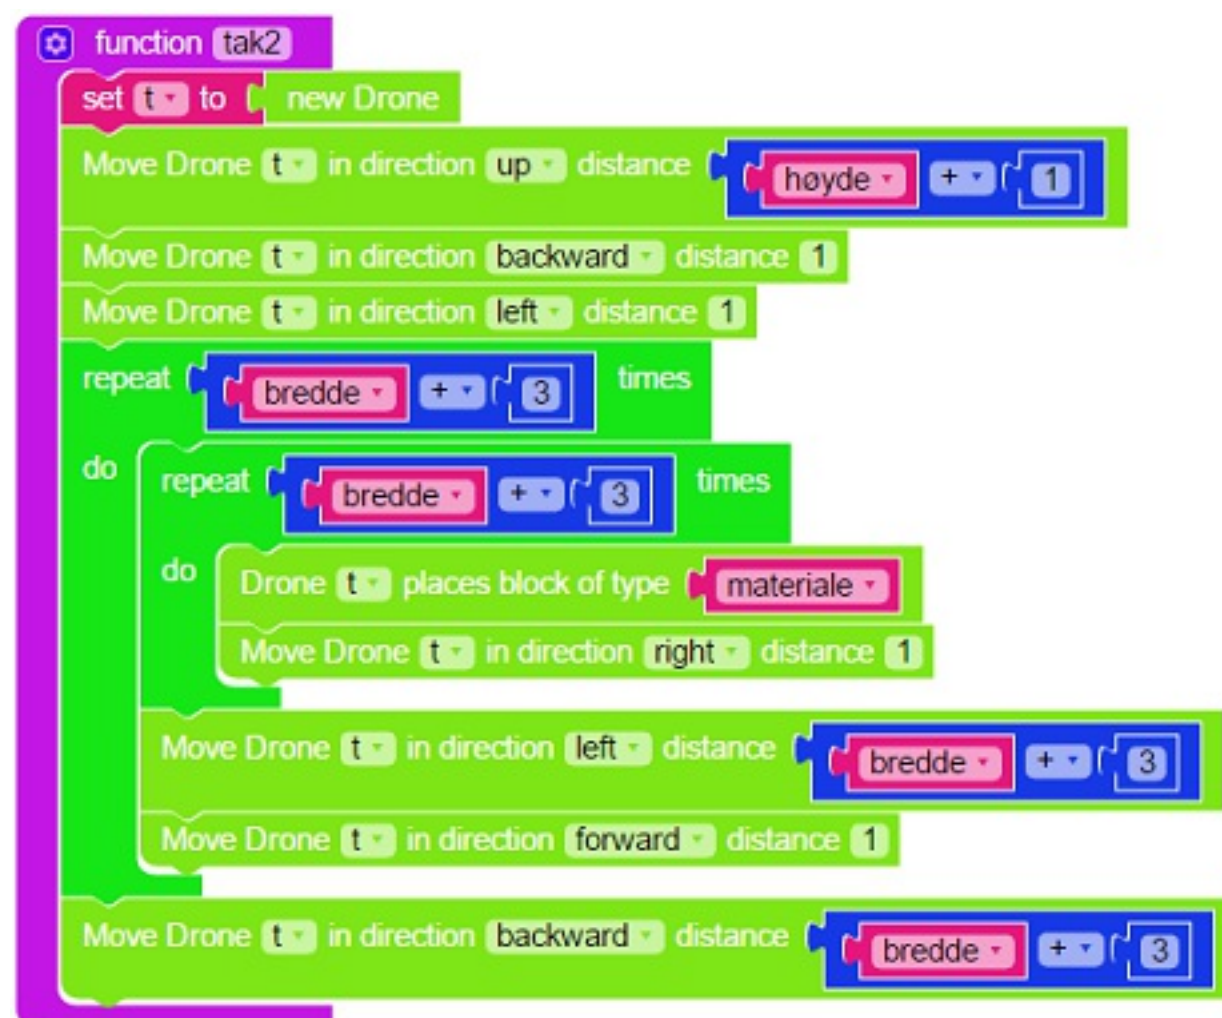 function tak2
set t to new Drone
Move Drone t in direction up distance høyde + 1
Move Drone t in direction backward distance 1
Move Drone t in direction left distance 1
repeat bredde + 3 times
do repeat bredde + 3 times
do Drone t places block of type materiale
Move Drone t in direction right distance 1
Move Drone t in direction left distance bredde + 3
Move Drone t in direction forward distance 1
Move Drone t in direction backward distance bredde + 3